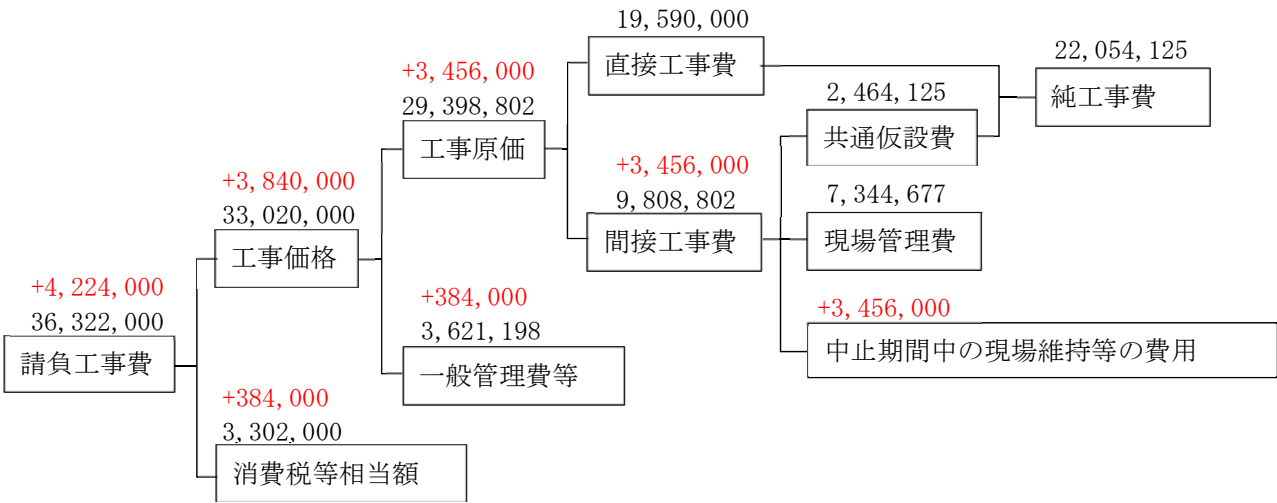 19,590,000
直接工事費
22,054,125
純工事費
+3,456,000
29,398,802
工事原価
2,464,125
共通仮設費
+3,456,000
9,808,802
間接工事費
7,344,677
現場管理費
+3,840,000
33,020,000
工事価格
+4,224,000
36,322,000
請負工事費
+384,000
3,621,198
一般管理費等
+3,456,000
中止期間中の現場維持等の費用
+384,000
3,302,000
消費税等相当額